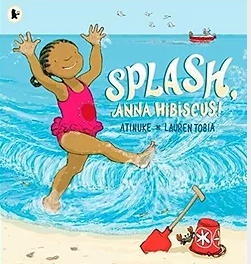 SPLASH,
ANNA HIBISCUS!
ATINUKE * LAUREN TOBIA